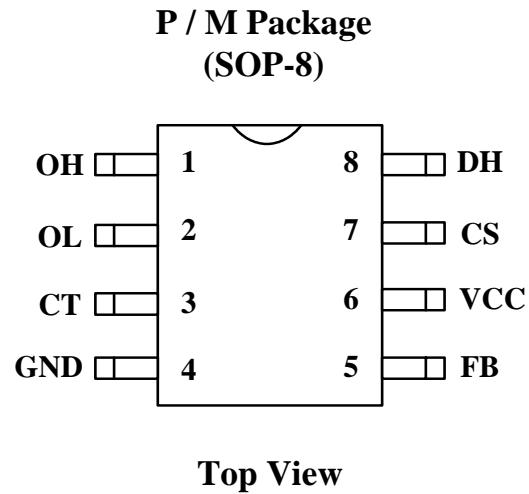 P / M Package
(SOP-8)
OH 1 8 DH
OL 2 7 CS
CT 3 6 VCC
GND 4 5 FB
Top View